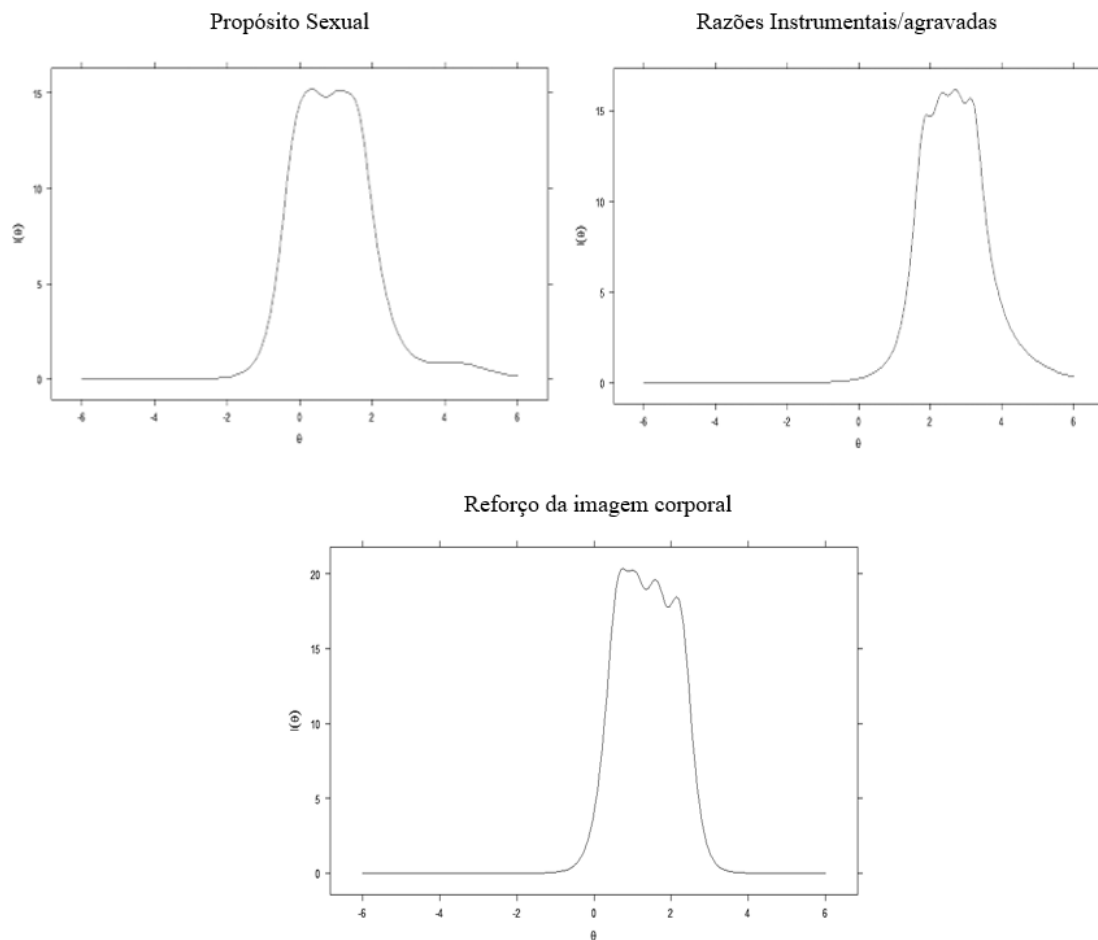 Propósito Sexual
Razões Instrumentais/agravadas
15
10
5
0
I(θ)
-6 -4 -2 0 2 4 6
θ
15
10
5
0
I(θ)
-6 -4 -2 0 2 4 6
θ
Reforço da imagem corporal
20
15
10
5
0
I(θ)
-6 -4 -2 0 2 4 6
θ